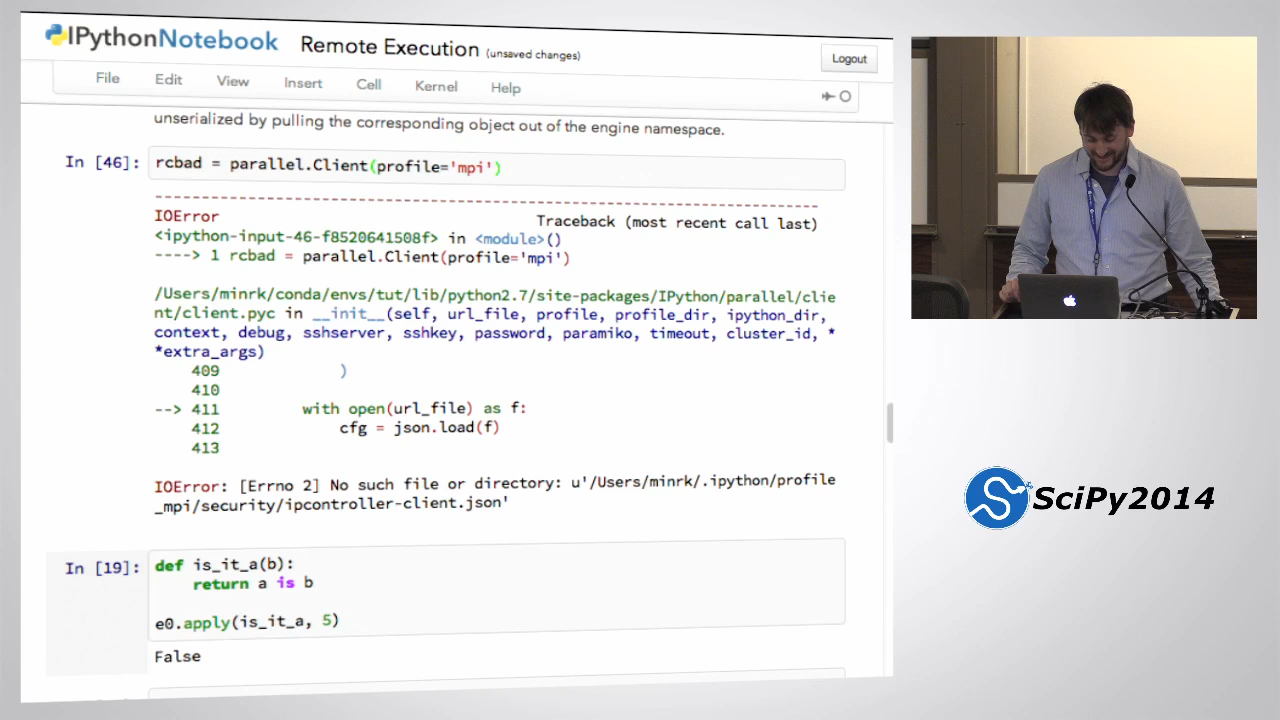 IPythonNotebook Remote Execution (unsaved changes) Logout
File Edit View Insert Cell Kernel Help
unserialized by pulling the corresponding object out of the engine namespace.
In [46]: rcbad = parallel.Client(profile='mpi')
---------------------------------------------------------------------------
IOError Traceback (most recent call last)
<ipython-input-46-f8520641508f> in <module>()
----> 1 rcbad = parallel.Client(profile='mpi')
/Users/minrk/conda/envs/tut/lib/python2.7/site-packages/IPython/parallel/clie
nt/client.pyc in __init__(self, url_file, profile, profile_dir, ipython_dir,
context, debug, sshserver, sshkey, password, paramiko, timeout, cluster_id, *
*extra_args)
409 )
410
--> 411 with open(url_file) as f:
412 cfg = json.load(f)
413
IOError: [Errno 2] No such file or directory: u'/Users/minrk/.ipython/profile
_mpi/security/ipcontroller-client.json'
In [19]: def is_it_a(b):
return a is b
e0.apply(is_it_a, 5)
False
SciPy2014